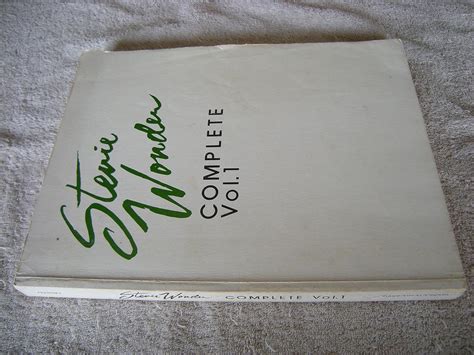 Stevie
Wonder
COMPLETE
Vol.1
Stevie Wonder COMPLETE Vol.1